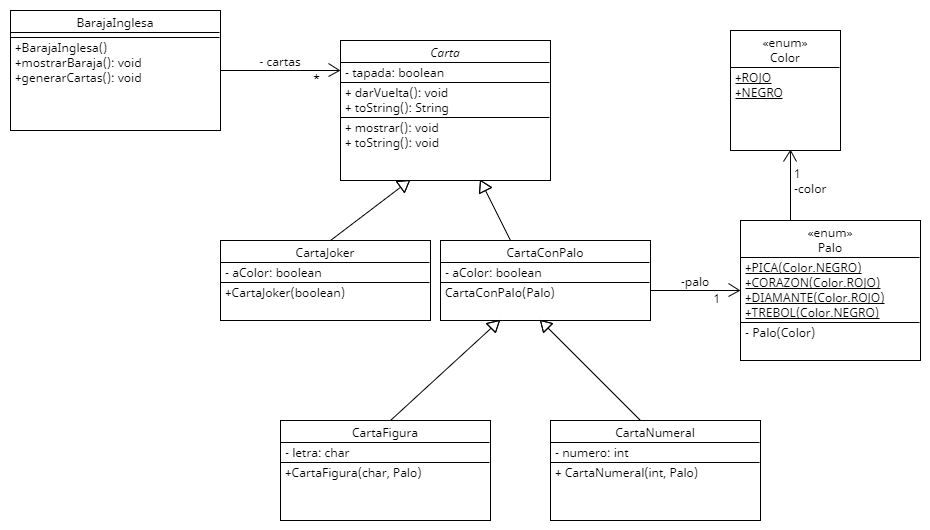 BarajaInglesa
+BarajaInglesa()
+mostrarBaraja(): void
+generarCartas(): void
- cartas
*
Carta
- tapada: boolean
+ darVuelta(): void
+ toString(): String
+ mostrar(): void
+ toString(): void
«enum»
Color
+ROJO
+NEGRO
1
-color
«enum»
Palo
+PICA(Color.NEGRO)
+CORAZON(Color.ROJO)
+DIAMANTE(Color.ROJO)
+TREBOL(Color.NEGRO)
- Palo(Color)
CartaJoker
- aColor: boolean
+CartaJoker(boolean)
CartaConPalo
- aColor: boolean
CartaConPalo(Palo)
-palo
1
CartaFigura
- letra: char
+CartaFigura(char, Palo)
CartaNumeral
- numero: int
+ CartaNumeral(int, Palo)